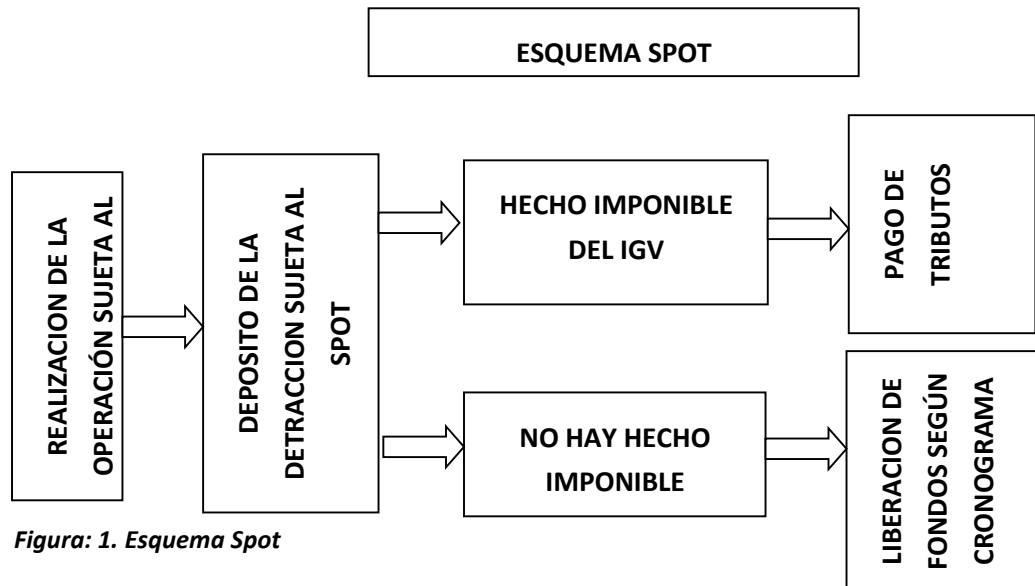 ESQUEMA SPOT
REALIZACION DE LA
OPERACIÓN SUJETA AL
DEPOSITO DE LA
DETRACCION SUJETA AL
SPOT
HECHO IMPONIBLE
DEL IGV
PAGO DE
TRIBUTOS
NO HAY HECHO
IMPONIBLE
LIBERACION DE
FONDOS SEGÚN
CRONOGRAMA
Figura: 1. Esquema Spot